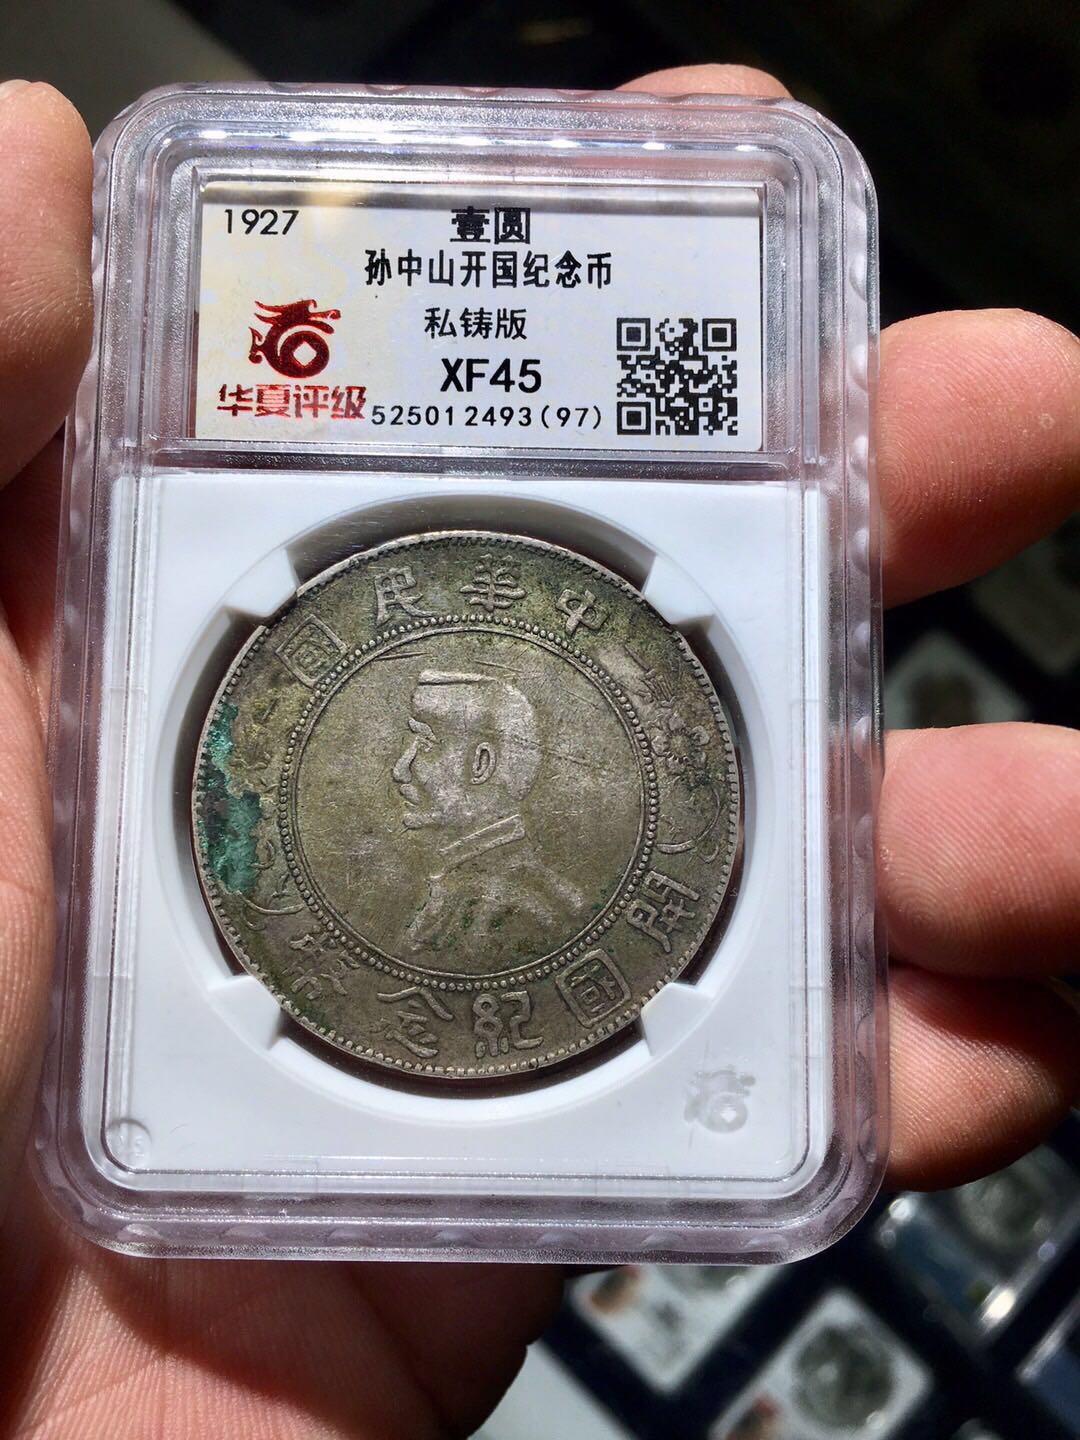 1927
壹圆
孙中山开国纪念币
私铸版
XF45
华夏评级
525012493(97)
中華民國
開國紀念幣